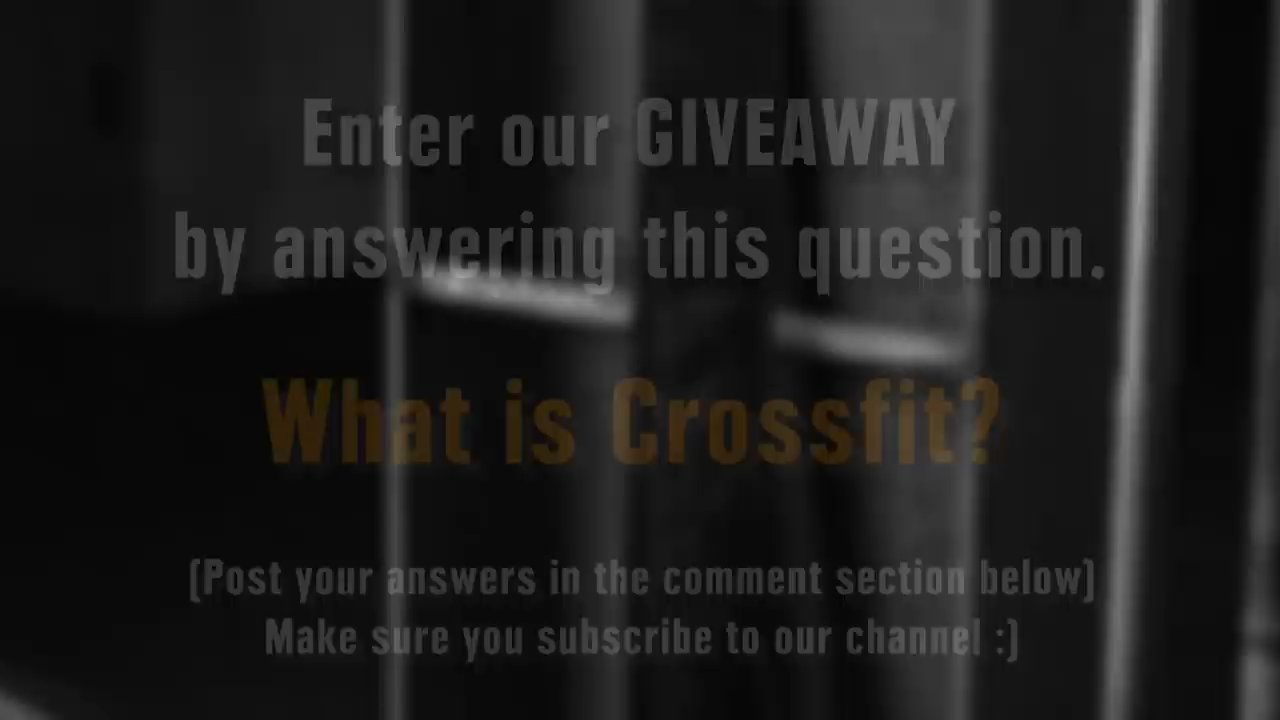 Enter our GIVEAWAY
by answering this question.
What is Crossfit?
(Post your answers in the comment section below)
Make sure you subscribe to our channel :)